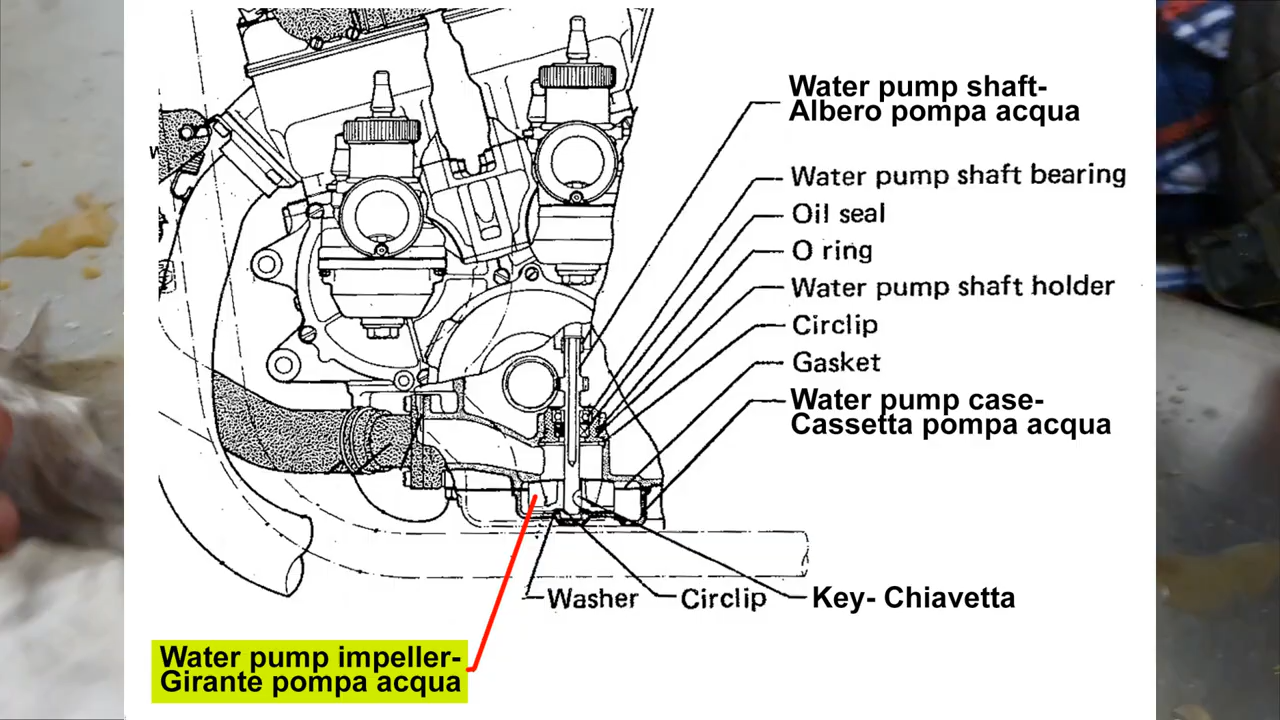 Water pump shaft-
Albero pompa acqua
Water pump shaft bearing
Oil seal
O ring
Water pump shaft holder
Circlip
Gasket
Water pump case-
Cassetta pompa acqua
Washer
Circlip
Key- Chiavetta
Water pump impeller-
Girante pompa acqua